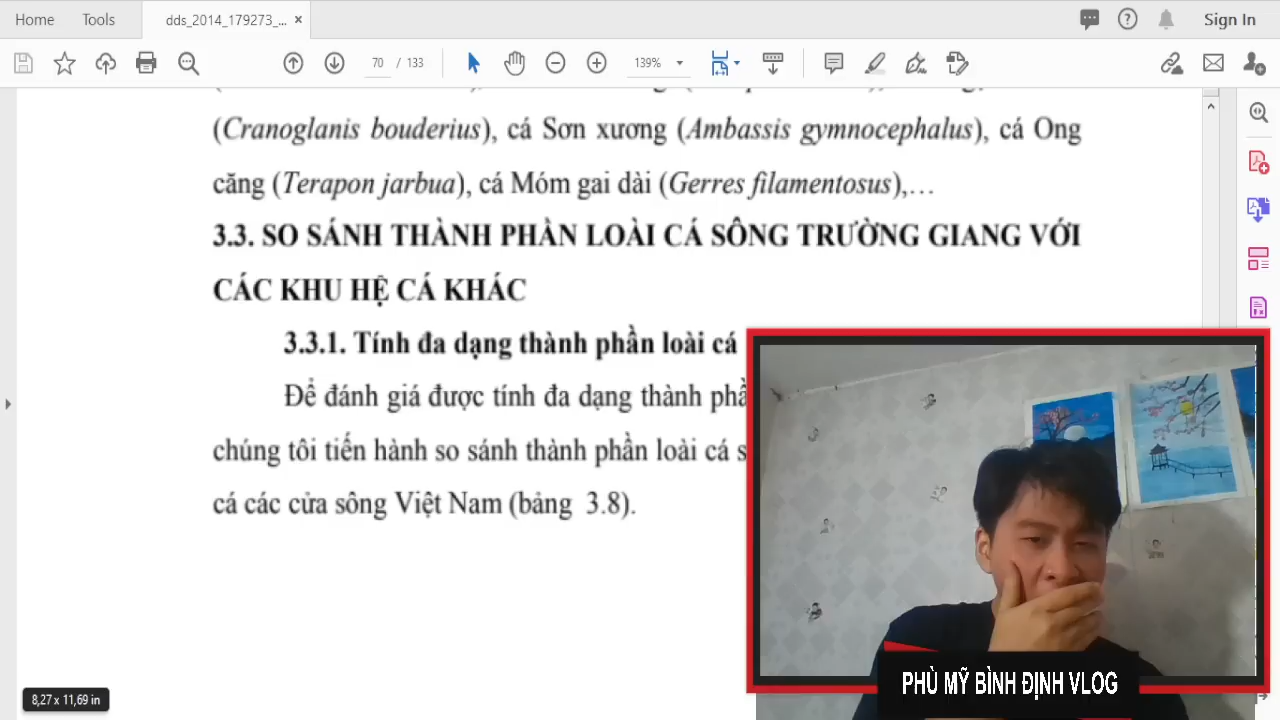 Home Tools dds_2014_179273_... × Sign In
70 / 133 139%
(Cranoglanis bouderius), cá Sơn xương (Ambassis gymnocephalus), cá Ong
căng (Terapon jarbua), cá Móm gai dài (Gerres filamentosus),…
3.3. SO SÁNH THÀNH PHẦN LOÀI CÁ SÔNG TRƯỜNG GIANG VỚI
CÁC KHU HỆ CÁ KHÁC
3.3.1. Tính đa dạng thành phần loài cá
Để đánh giá được tính đa dạng thành
chúng tôi tiến hành so sánh thành phần loài cá
cá các cửa sông Việt Nam (bảng 3.8).
8,27 x 11,69 in
PHÙ MỸ BÌNH ĐỊNH VLOG